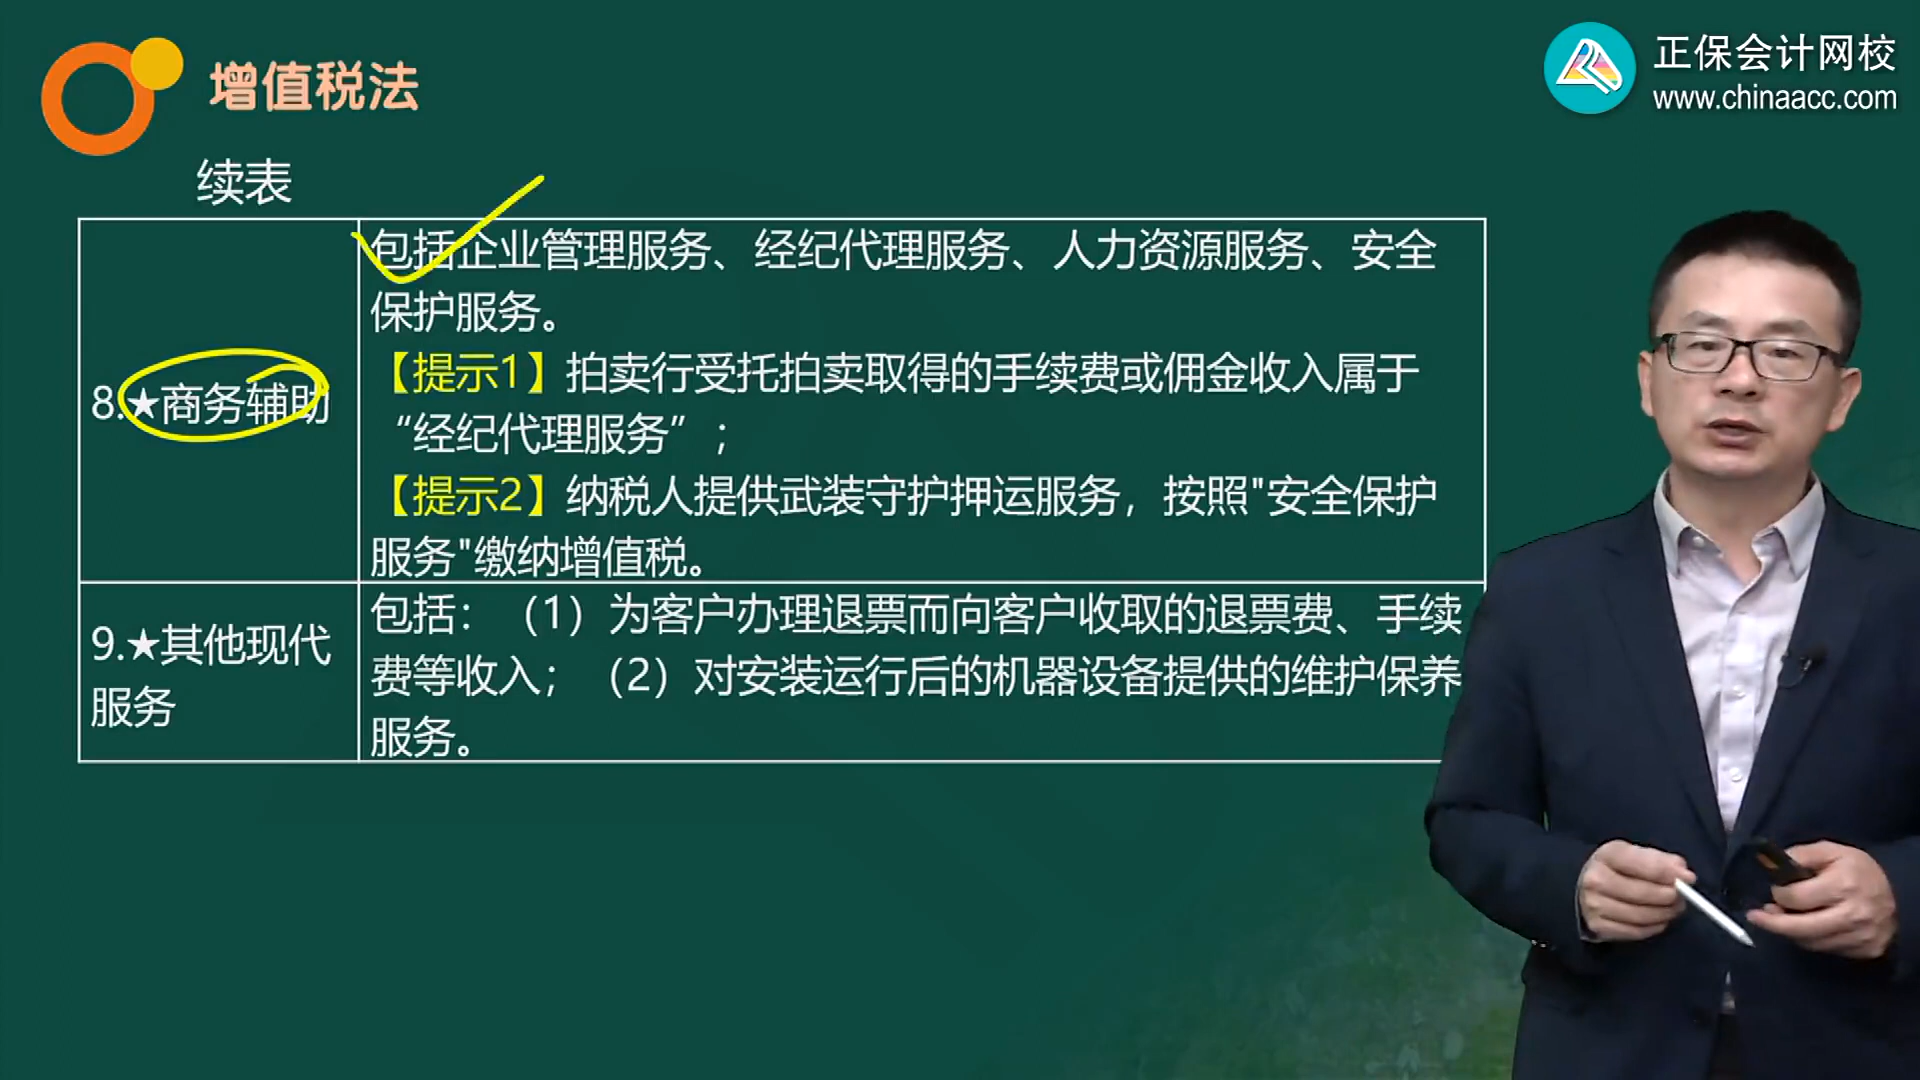 增值税法
正保会计网校
www.chinaacc.com
续表
8.★商务辅助
包括企业管理服务、经纪代理服务、人力资源服务、安全
保护服务。
【提示1】拍卖行受托拍卖取得的手续费或佣金收入属于
“经纪代理服务”；
【提示2】纳税人提供武装守护押运服务，按照"安全保护
服务"缴纳增值税。
9.★其他现代
服务
包括：（1）为客户办理退票而向客户收取的退票费、手续
费等收入；（2）对安装运行后的机器设备提供的维护保养
服务。